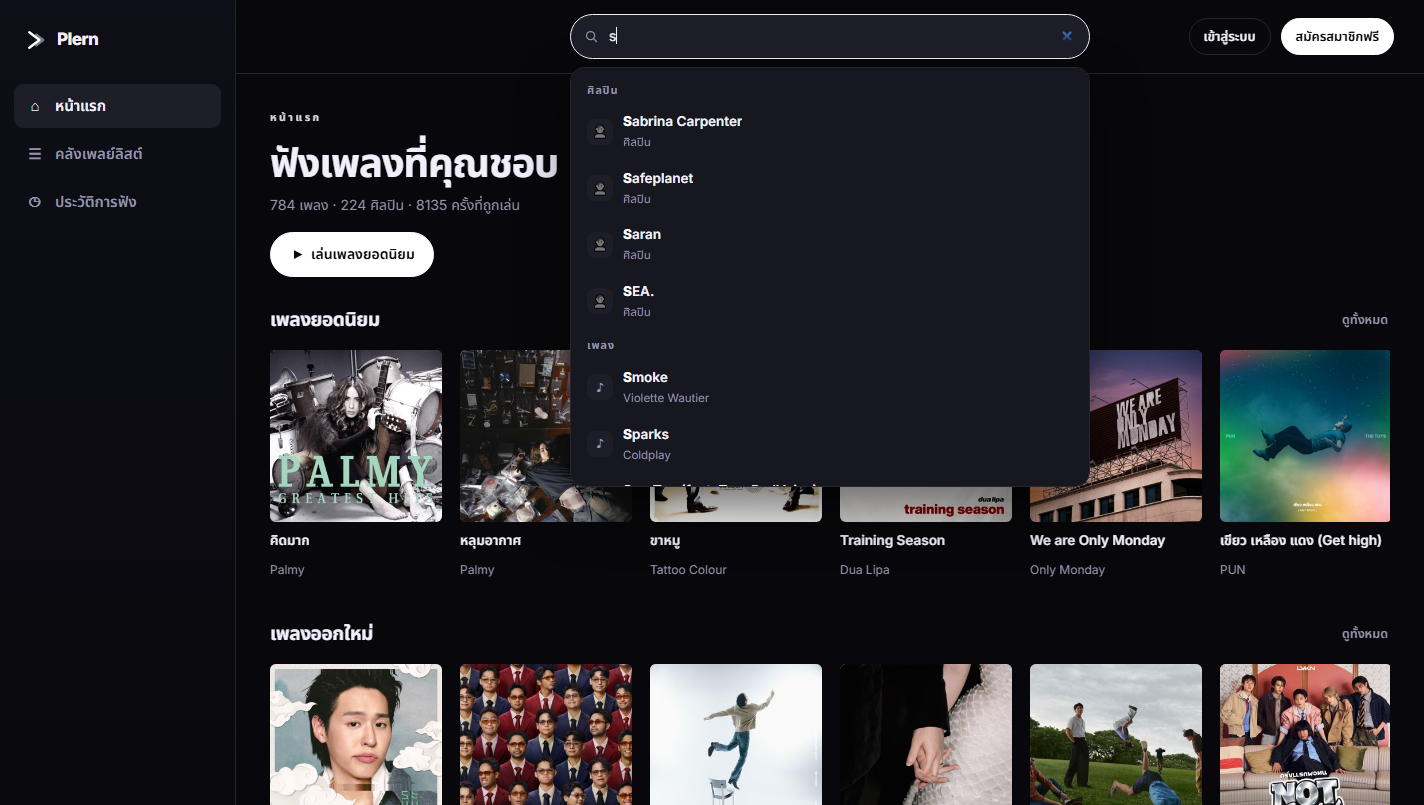 Plern
s
เข้าสู่ระบบ
สมัครสมาชิกฟรี
หน้าแรก
คลังเพลย์ลิสต์
ประวัติการฟัง
หน้าแรก
ฟังเพลงที่คุณชอบ
784 เพลง · 224 ศิลปิน · 8135 ครั้งที่ถูกเล่น
เล่นเพลงยอดนิยม
ศิลปิน
Sabrina Carpenter
ศิลปิน
Safeplanet
ศิลปิน
Saran
ศิลปิน
SEA.
ศิลปิน
เพลง
Smoke
Violette Wautier
Sparks
Coldplay
เพลงยอดนิยม
ดูทั้งหมด
PALMY
GREATEST HITS
dua lipa
training season
WE ARE
ONLY
MONDAY
PUN
THE TOYS
คิดมาก
Palmy
หลุมอากาศ
Palmy
ขาหมู
Tattoo Colour
Training Season
Dua Lipa
We are Only Monday
Only Monday
เขียว เหลือง แดง (Get high)
PUN
เพลงออกใหม่
ดูทั้งหมด
LYKN
NOT